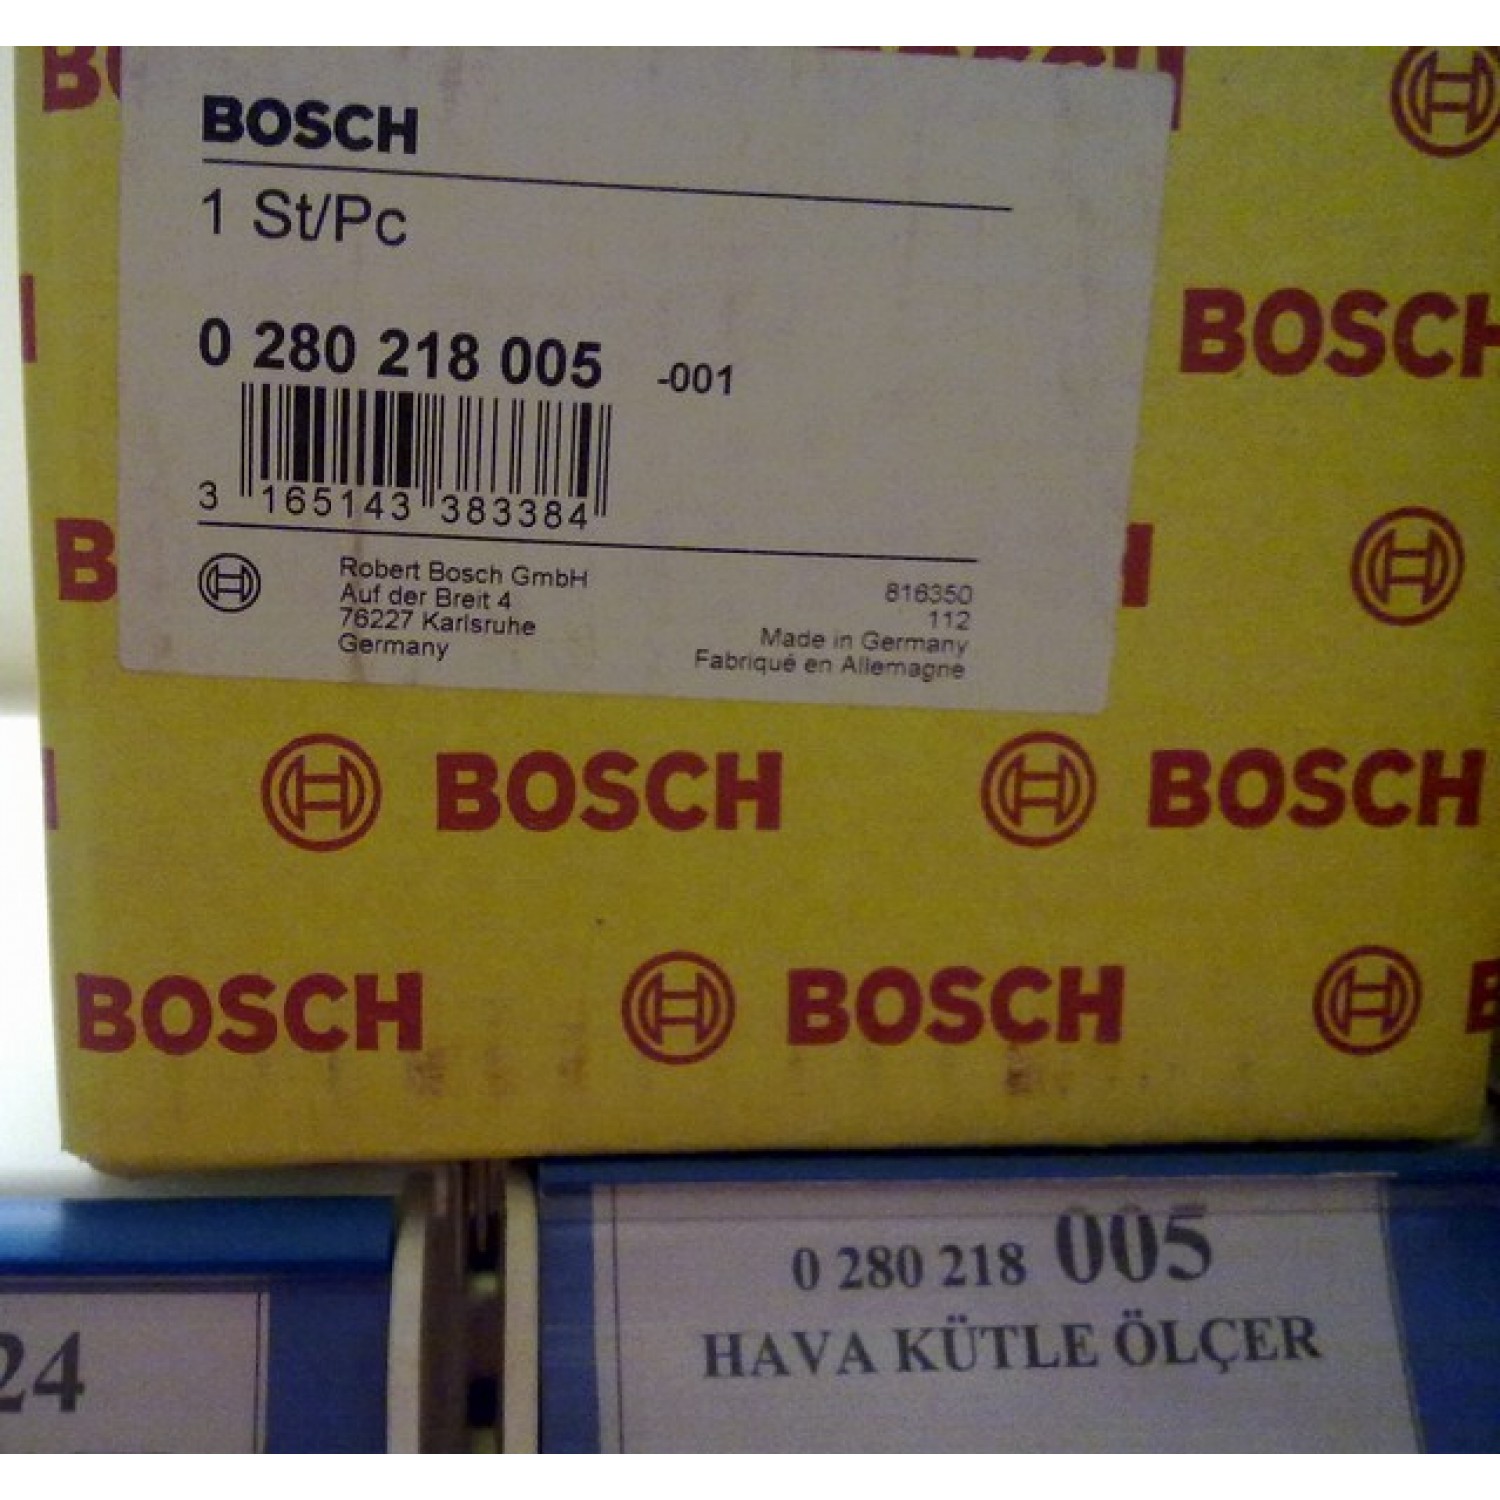 BOSCH
1 St/Pc
0 280 218 005 -001
3 165143 383384
Robert Bosch GmbH
Auf der Breit 4
76227 Karlsruhe
Germany
816350
112
Made in Germany
Fabriqué en Allemagne
BOSCH
BOSCH
BOSCH
BOSCH
BOSCH
0 280 218 005
HAVA KÜTLE ÖLÇER
24